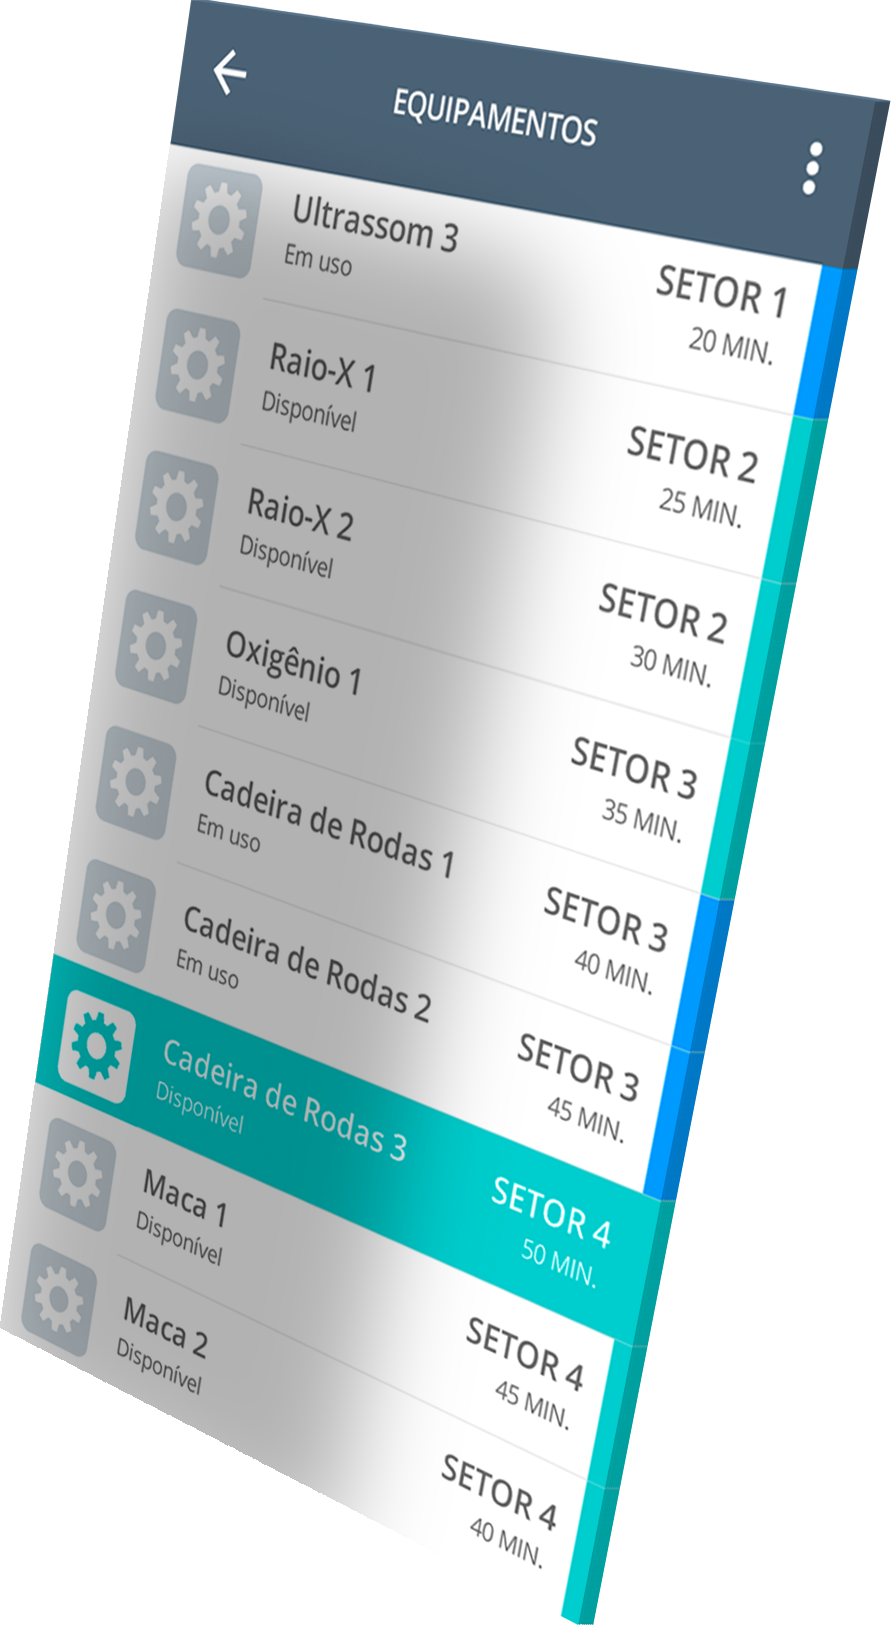 EQUIPAMENTOS
Ultrassom 3
Em uso
SETOR 1
20 MIN.
Raio-X 1
Disponível
SETOR 2
25 MIN.
Raio-X 2
Disponível
SETOR 2
30 MIN.
Oxigênio 1
Disponível
SETOR 3
35 MIN.
Cadeira de Rodas 1
Em uso
SETOR 3
40 MIN.
Cadeira de Rodas 2
Em uso
SETOR 3
45 MIN.
Cadeira de Rodas 3
Disponível
SETOR 4
50 MIN.
Maca 1
Disponível
SETOR 4
45 MIN.
Maca 2
Disponível
SETOR 4
40 MIN.